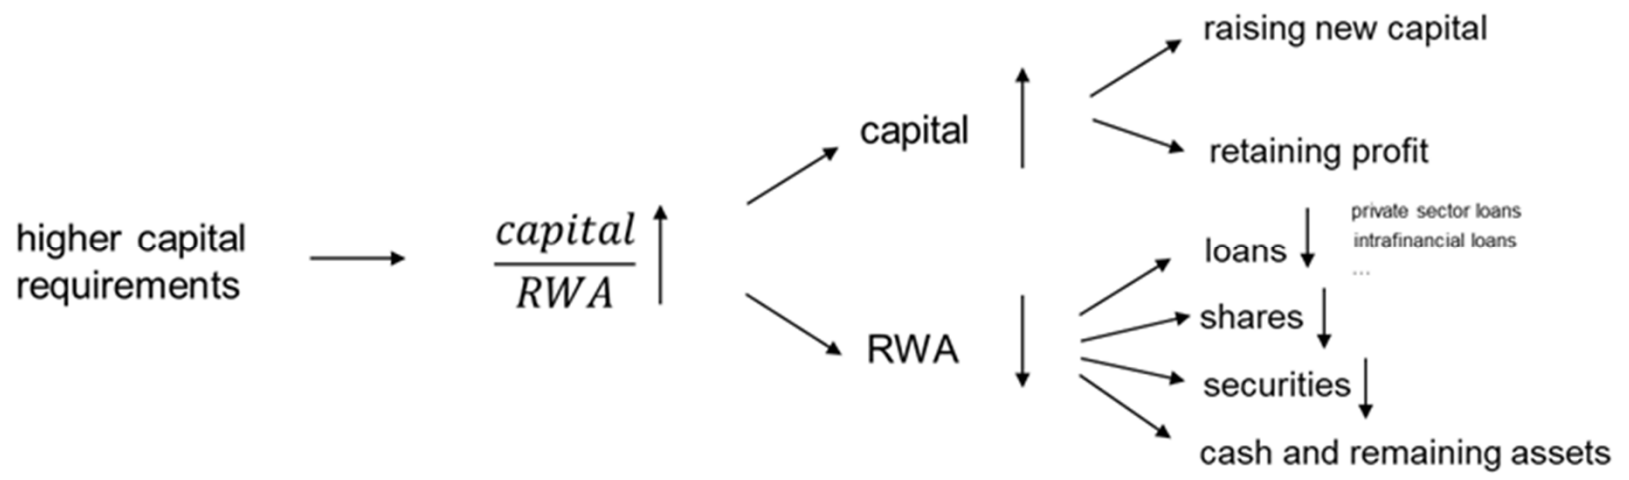 higher capital
requirements
capital
RWA
capital
RWA
raising new capital
retaining profit
loans
private sector loans
intrafinancial loans
...
shares
securities
cash and remaining assets